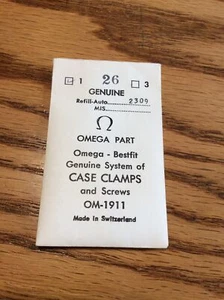 1 26 3
GENUINE
Refill-Auto 2309
MIS
Ω
OMEGA PART
Omega - Bestfit
Genuine System of
CASE CLAMPS
and Screws
OM-1911
Made in Switzerland